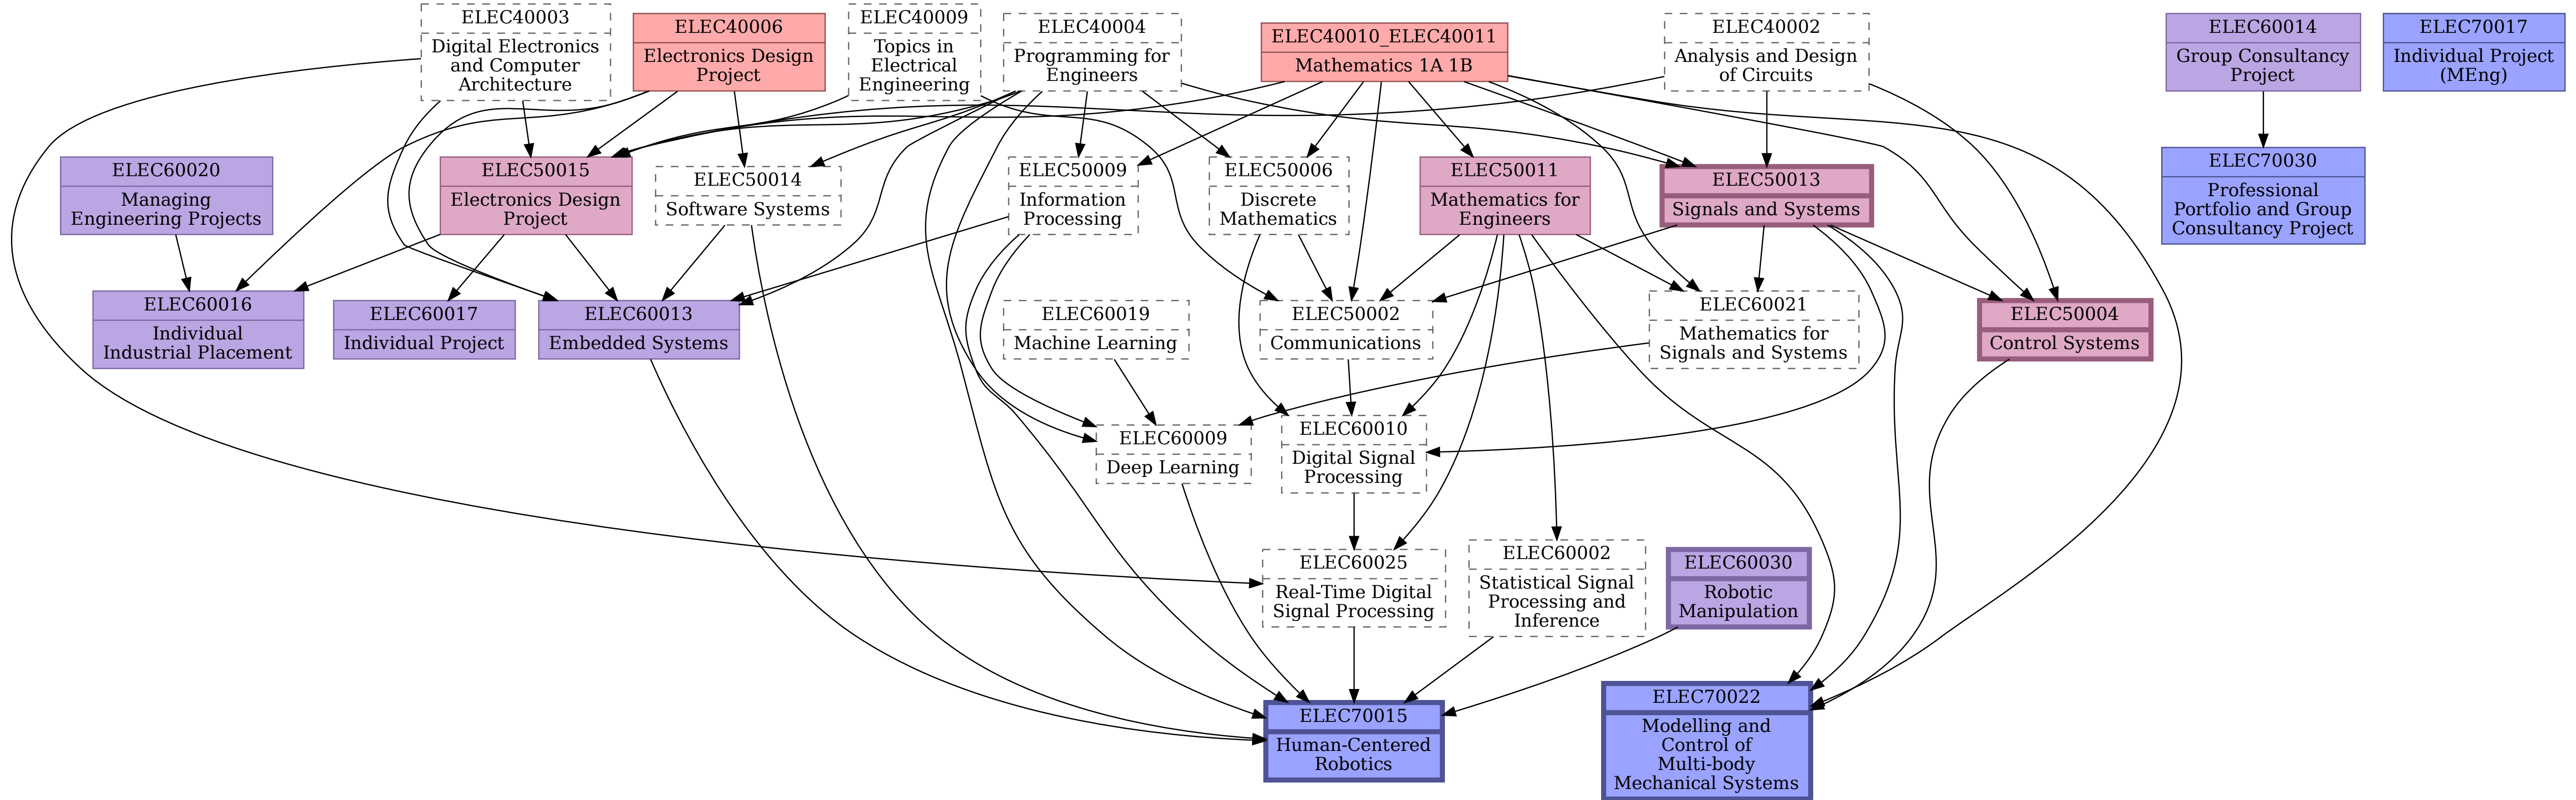 ELEC40003
Digital Electronics
and Computer
Architecture
ELEC40006
Electronics Design
Project
ELEC40009
Topics in
Electrical
Engineering
ELEC40004
Programming for
Engineers
ELEC40010_ELEC40011
Mathematics 1A 1B
ELEC40002
Analysis and Design
of Circuits
ELEC60014
Group Consultancy
Project
ELEC70017
Individual Project
(MEng)
ELEC60020
Managing
Engineering Projects
ELEC50015
Electronics Design
Project
ELEC50014
Software Systems
ELEC50009
Information
Processing
ELEC50006
Discrete
Mathematics
ELEC50011
Mathematics for
Engineers
ELEC50013
Signals and Systems
ELEC70030
Professional
Portfolio and Group
Consultancy Project
ELEC60016
Individual
Industrial Placement
ELEC60017
Individual Project
ELEC60013
Embedded Systems
ELEC60019
Machine Learning
ELEC50002
Communications
ELEC60021
Mathematics for
Signals and Systems
ELEC50004
Control Systems
ELEC60009
Deep Learning
ELEC60010
Digital Signal
Processing
ELEC60025
Real-Time Digital
Signal Processing
ELEC60002
Statistical Signal
Processing and
Inference
ELEC60030
Robotic
Manipulation
ELEC70015
Human-Centered
Robotics
ELEC70022
Modelling and
Control of
Multi-body
Mechanical Systems